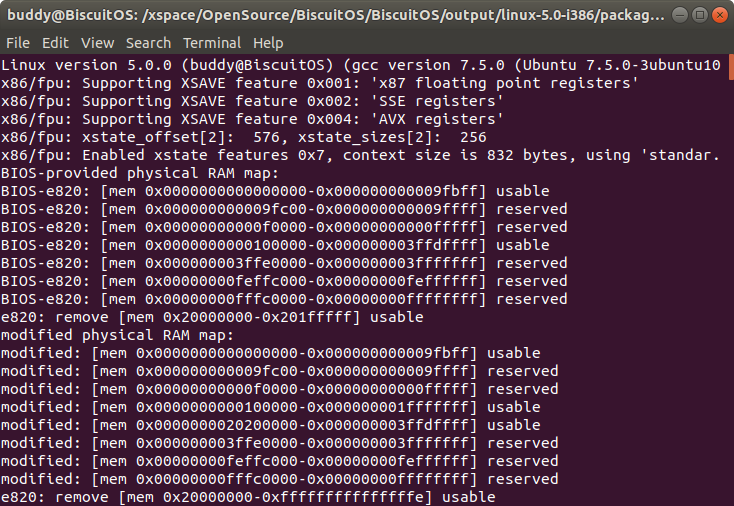 buddy@BiscuitOS: /xspace/OpenSource/BiscuitOS/BiscuitOS/output/linux-5.0-i386/packag...
File Edit View Search Terminal Help
Linux version 5.0.0 (buddy@BiscuitOS) (gcc version 7.5.0 (Ubuntu 7.5.0-3ubuntu10
x86/fpu: Supporting XSAVE feature 0x001: 'x87 floating point registers'
x86/fpu: Supporting XSAVE feature 0x002: 'SSE registers'
x86/fpu: Supporting XSAVE feature 0x004: 'AVX registers'
x86/fpu: xstate_offset[2]:  576, xstate_sizes[2]:  256
x86/fpu: Enabled xstate features 0x7, context size is 832 bytes, using 'standar.
BIOS-provided physical RAM map:
BIOS-e820: [mem 0x0000000000000000-0x000000000009fbff] usable
BIOS-e820: [mem 0x000000000009fc00-0x000000000009ffff] reserved
BIOS-e820: [mem 0x00000000000f0000-0x00000000000fffff] reserved
BIOS-e820: [mem 0x0000000000100000-0x000000003ffdffff] usable
BIOS-e820: [mem 0x000000003ffe0000-0x000000003fffffff] reserved
BIOS-e820: [mem 0x00000000feffc000-0x00000000feffffff] reserved
BIOS-e820: [mem 0x00000000fffc0000-0x00000000ffffffff] reserved
e820: remove [mem 0x20000000-0x201fffff] usable
modified physical RAM map:
modified: [mem 0x0000000000000000-0x000000000009fbff] usable
modified: [mem 0x000000000009fc00-0x000000000009ffff] reserved
modified: [mem 0x00000000000f0000-0x00000000000fffff] reserved
modified: [mem 0x0000000000100000-0x000000001fffffff] usable
modified: [mem 0x0000000020200000-0x000000003ffdffff] usable
modified: [mem 0x000000003ffe0000-0x000000003fffffff] reserved
modified: [mem 0x00000000feffc000-0x00000000feffffff] reserved
modified: [mem 0x00000000fffc0000-0x00000000ffffffff] reserved
e820: remove [mem 0x20000000-0xfffffffffffffffe] usable